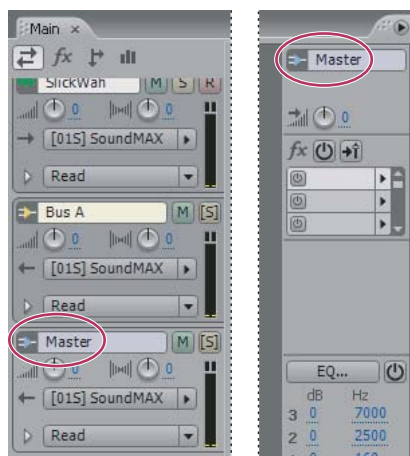 Main ×
fx
SlickWah M S R
0 0
[01S] SoundMAX
Read
Bus A M [S]
0 0
[01S] SoundMAX
Read
Master M [S]
0 0
[01S] SoundMAX
Read
Master
0
fx
EQ...
dB Hz
3 0 7000
2 0 2500